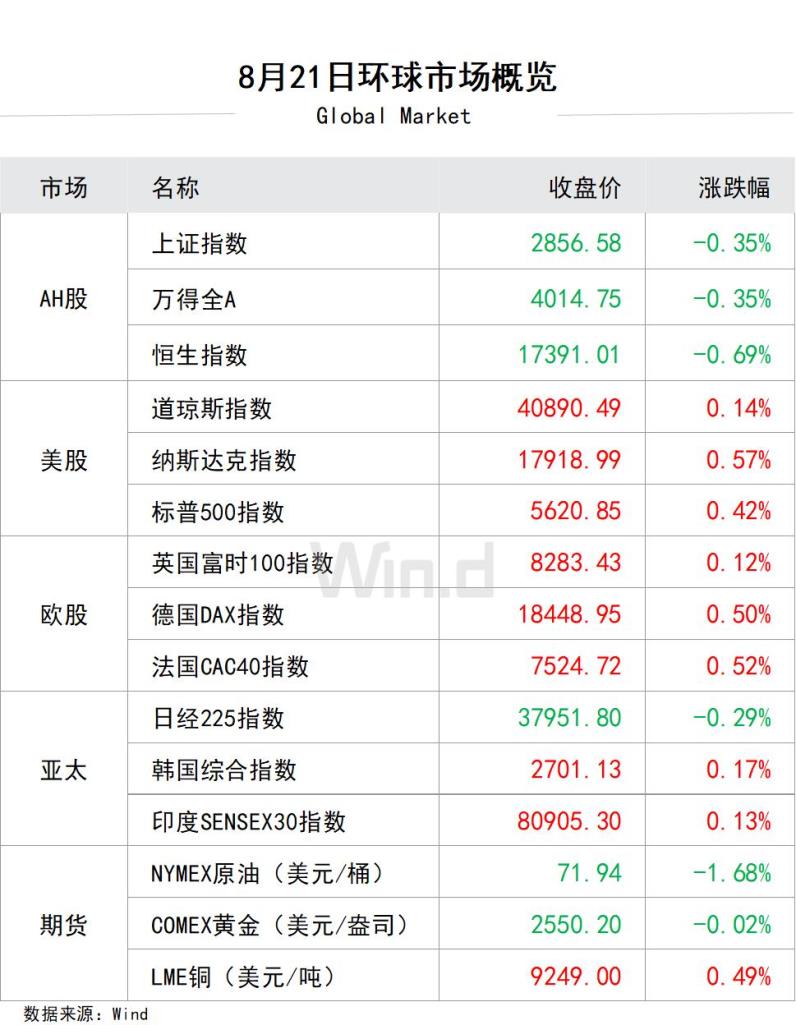 8月21日环球市场概览
Global Market
市场 名称 收盘价 涨跌幅
AH股
上证指数 2856.58 -0.35%
万得全A 4014.75 -0.35%
恒生指数 17391.01 -0.69%
美股
道琼斯指数 40890.49 0.14%
纳斯达克指数 17918.99 0.57%
标普500指数 5620.85 0.42%
欧股
英国富时100指数 8283.43 0.12%
德国DAX指数 18448.95 0.50%
法国CAC40指数 7524.72 0.52%
亚太
日经225指数 37951.80 -0.29%
韩国综合指数 2701.13 0.17%
印度SENSEX30指数 80905.30 0.13%
期货
NYMEX原油（美元/桶） 71.94 -1.68%
COMEX黄金（美元/盎司） 2550.20 -0.02%
LME铜（美元/吨） 9249.00 0.49%
Win.d
数据来源：Wind